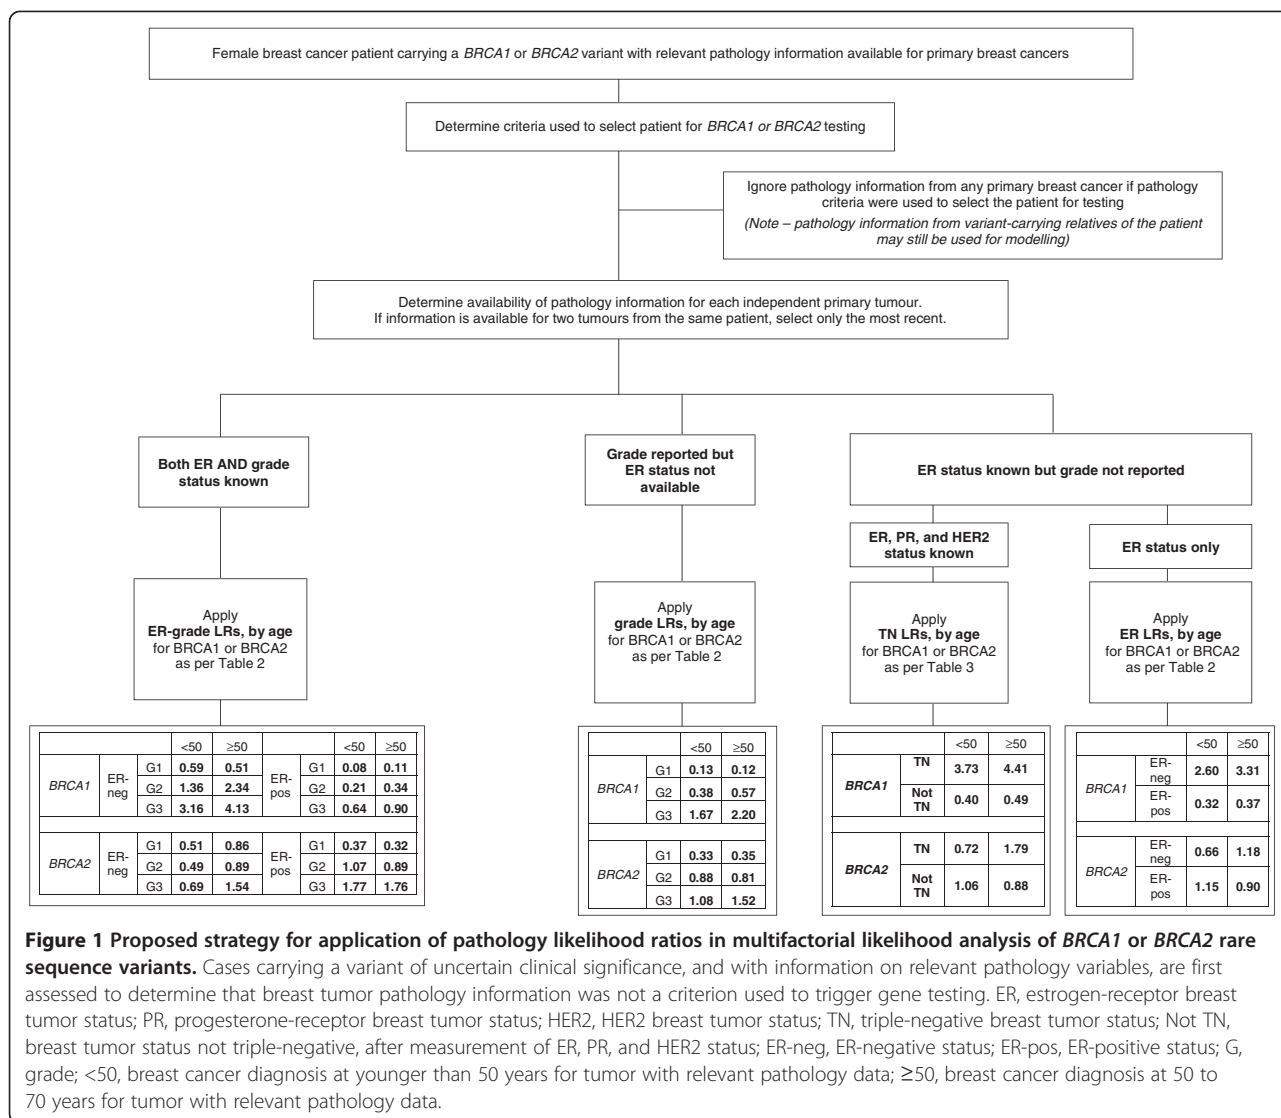 Female breast cancer patient carrying a BRCA1 or BRCA2 variant with relevant pathology information available for primary breast cancers
Determine criteria used to select patient for BRCA1 or BRCA2 testing
Ignore pathology information from any primary breast cancer if pathology
criteria were used to select the patient for testing
(Note – pathology information from variant-carrying relatives of the patient
may still be used for modelling)
Determine availability of pathology information for each independent primary tumour.
If information is available for two tumours from the same patient, select only the most recent.
Both ER AND grade
status known
Grade reported but
ER status not
available
ER status known but grade not reported
ER, PR, and HER2
status known
ER status only
Apply
ER-grade LRs, by age
for BRCA1 or BRCA2
as per Table 2
Apply
grade LRs, by age
for BRCA1 or BRCA2
as per Table 2
Apply
TN LRs, by age
for BRCA1 or BRCA2
as per Table 3
Apply
ER LRs, by age
for BRCA1 or BRCA2
as per Table 2
<50 ≥50 <50 ≥50
BRCA1 ER-neg G1 0.59 0.51 ER-pos G1 0.08 0.11
G2 1.36 2.34 G2 0.21 0.34
G3 3.16 4.13 G3 0.64 0.90
BRCA2 ER-neg G1 0.51 0.86 ER-pos G1 0.37 0.32
G2 0.49 0.89 G2 1.07 0.89
G3 0.69 1.54 G3 1.77 1.76
<50 ≥50
BRCA1 G1 0.13 0.12
G2 0.38 0.57
G3 1.67 2.20
BRCA2 G1 0.33 0.35
G2 0.88 0.81
G3 1.08 1.52
<50 ≥50
BRCA1 TN 3.73 4.41
Not TN 0.40 0.49
BRCA2 TN 0.72 1.79
Not TN 1.06 0.88
<50 ≥50
BRCA1 ER-neg 2.60 3.31
ER-pos 0.32 0.37
BRCA2 ER-neg 0.66 1.18
ER-pos 1.15 0.90
Figure 1 Proposed strategy for application of pathology likelihood ratios in multifactorial likelihood analysis of BRCA1 or BRCA2 rare
sequence variants. Cases carrying a variant of uncertain clinical significance, and with information on relevant pathology variables, are first
assessed to determine that breast tumor pathology information was not a criterion used to trigger gene testing. ER, estrogen-receptor breast
tumor status; PR, progesterone-receptor breast tumor status; HER2, HER2 breast tumor status; TN, triple-negative breast tumor status; Not TN,
breast tumor status not triple-negative, after measurement of ER, PR, and HER2 status; ER-neg, ER-negative status; ER-pos, ER-positive status; G,
grade; <50, breast cancer diagnosis at younger than 50 years for tumor with relevant pathology data; ≥50, breast cancer diagnosis at 50 to
70 years for tumor with relevant pathology data.